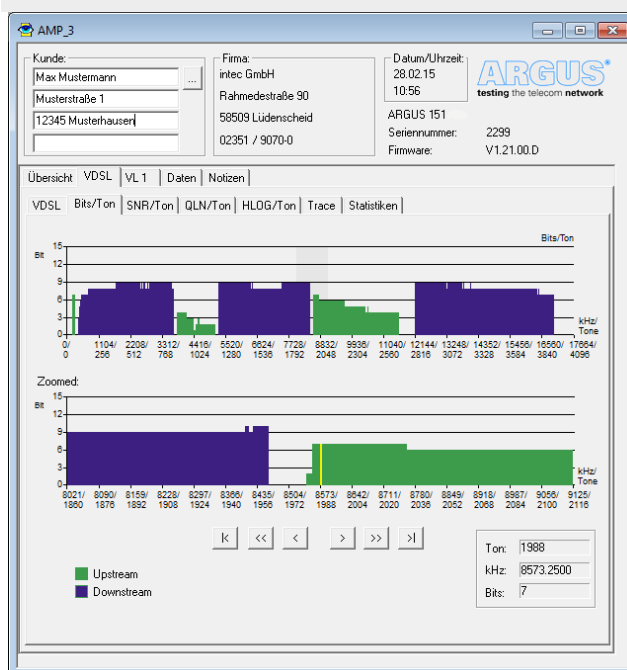 AMP_3
Kunde:
Max Mustermann
...
Musterstraße 1
12345 Musterhausen
Firma:
intec GmbH
Rahmedestraße 90
58509 Lüdenscheid
02351 / 9070-0
Datum/Uhrzeit:
28.02.15
10:56
ARGUS
testing the telecom network
ARGUS 151
Seriennummer: 2299
Firmware: V1.21.00.D
Übersicht VDSL VL 1 Daten Notizen
VDSL Bits/Ton SNR/Ton QLN/Ton HLOG/Ton Trace Statistiken
Bits/Ton
Bit
15
12
9
6
3
0
kHz/
Tone
0/ 1104/ 2208/ 3312/ 4416/ 5520/ 6624/ 7728/ 8832/ 9936/ 11040/ 12144/ 13248/ 14352/ 15456/ 16560/ 17664/
0 256 512 768 1024 1280 1536 1792 2048 2304 2560 2816 3072 3328 3584 3840 4096
Zoomed:
Bit
15
12
9
6
3
0
kHz/
Tone
8021/ 8090/ 8159/ 8228/ 8297/ 8366/ 8435/ 8504/ 8573/ 8642/ 8711/ 8780/ 8849/ 8918/ 8987/ 9056/ 9125/
1860 1876 1892 1908 1924 1940 1956 1972 1988 2004 2020 2036 2052 2068 2084 2100 2116
|< << < > >> >|
Upstream
Downstream
Ton: 1988
kHz: 8573.2500
Bits: 7